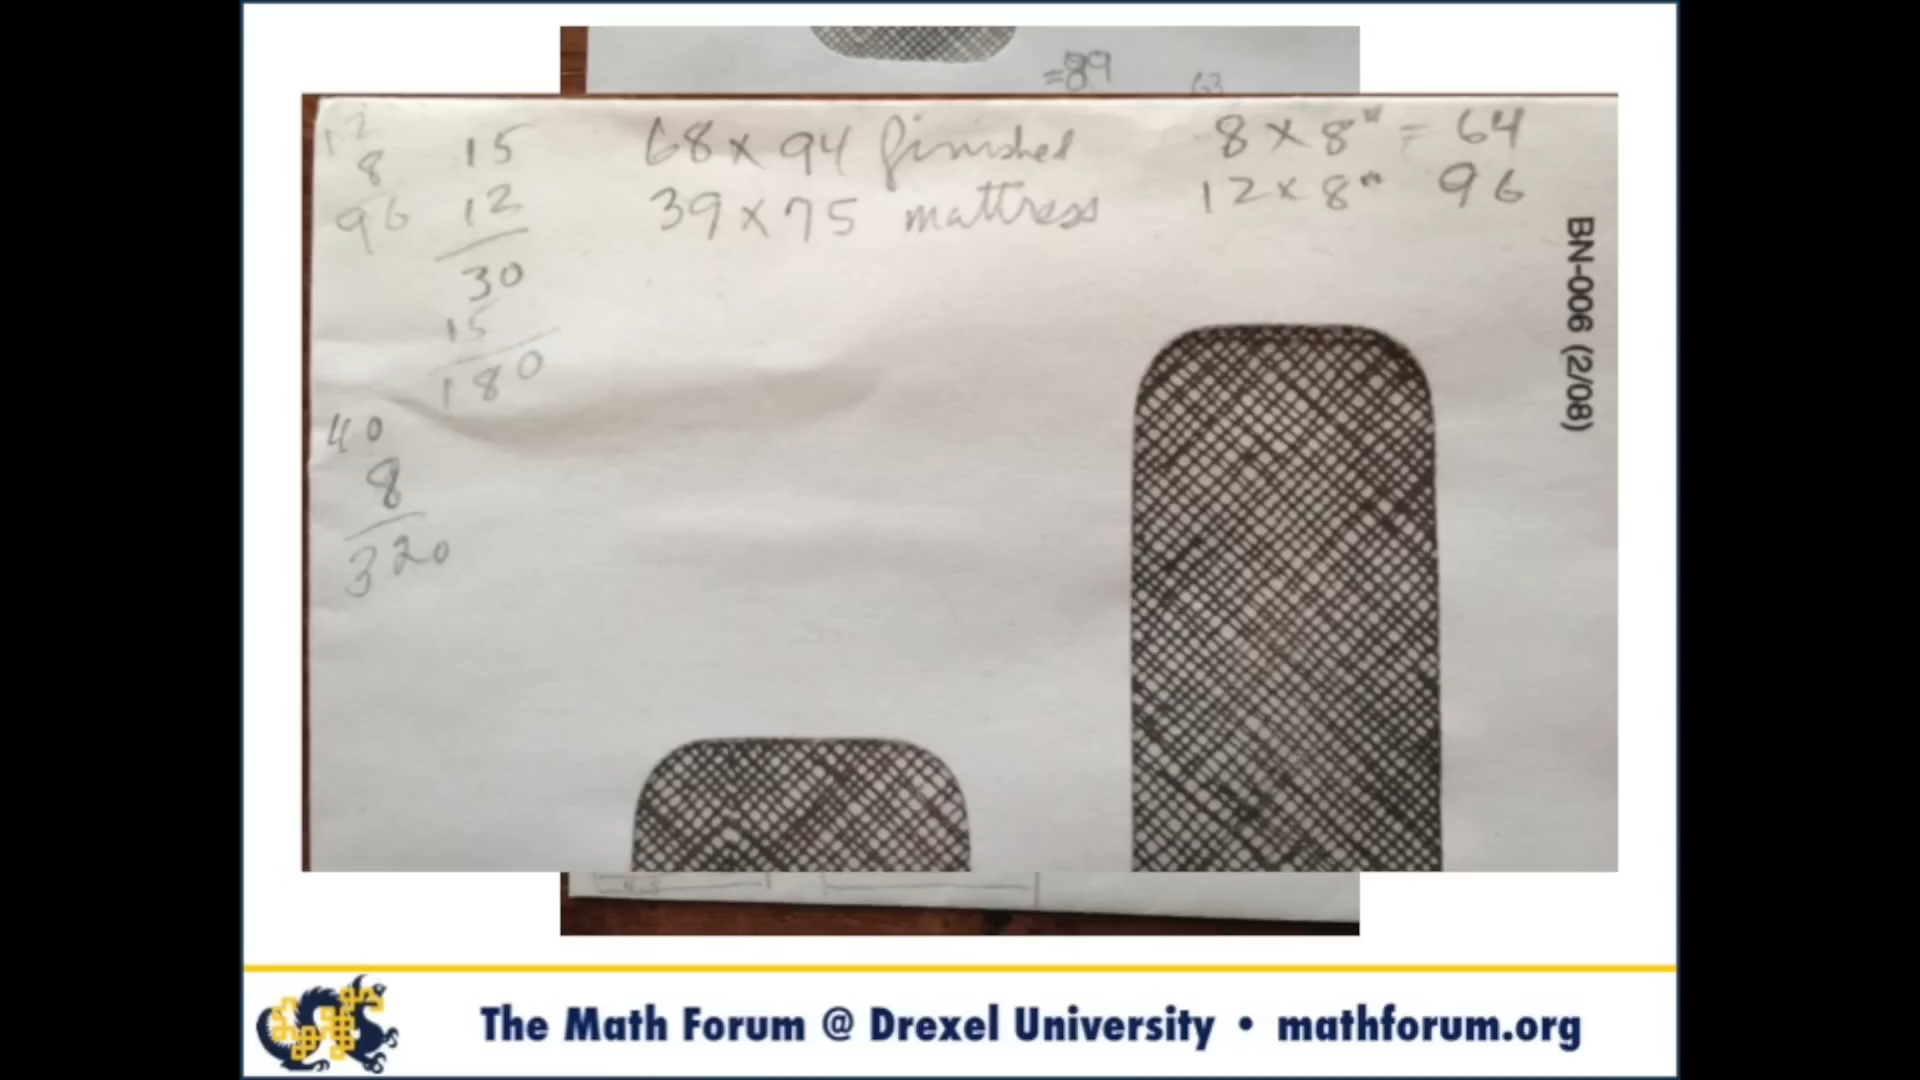 =89
63
12
8
96
15
12
30
15
180
40
8
320
68 x 94 finished
39 x 75 mattress
8 x 8" = 64
12 x 8" 96
BN-006 (2/08)
The Math Forum @ Drexel University • mathforum.org